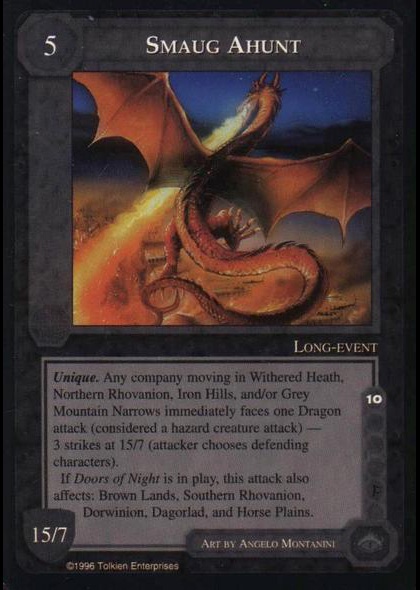 5
SMAUG AHUNT
LONG-EVENT
Unique. Any company moving in Withered Heath,
Northern Rhovanion, Iron Hills, and/or Grey
Mountain Narrows immediately faces one Dragon
attack (considered a hazard creature attack) —
3 strikes at 15/7 (attacker chooses defending
characters).
If Doors of Night is in play, this attack also
affects: Brown Lands, Southern Rhovanion,
Dorwinion, Dagorlad, and Horse Plains.
10
F
15/7
ART BY ANGELO MONTANINI
©1996 Tolkien Enterprises